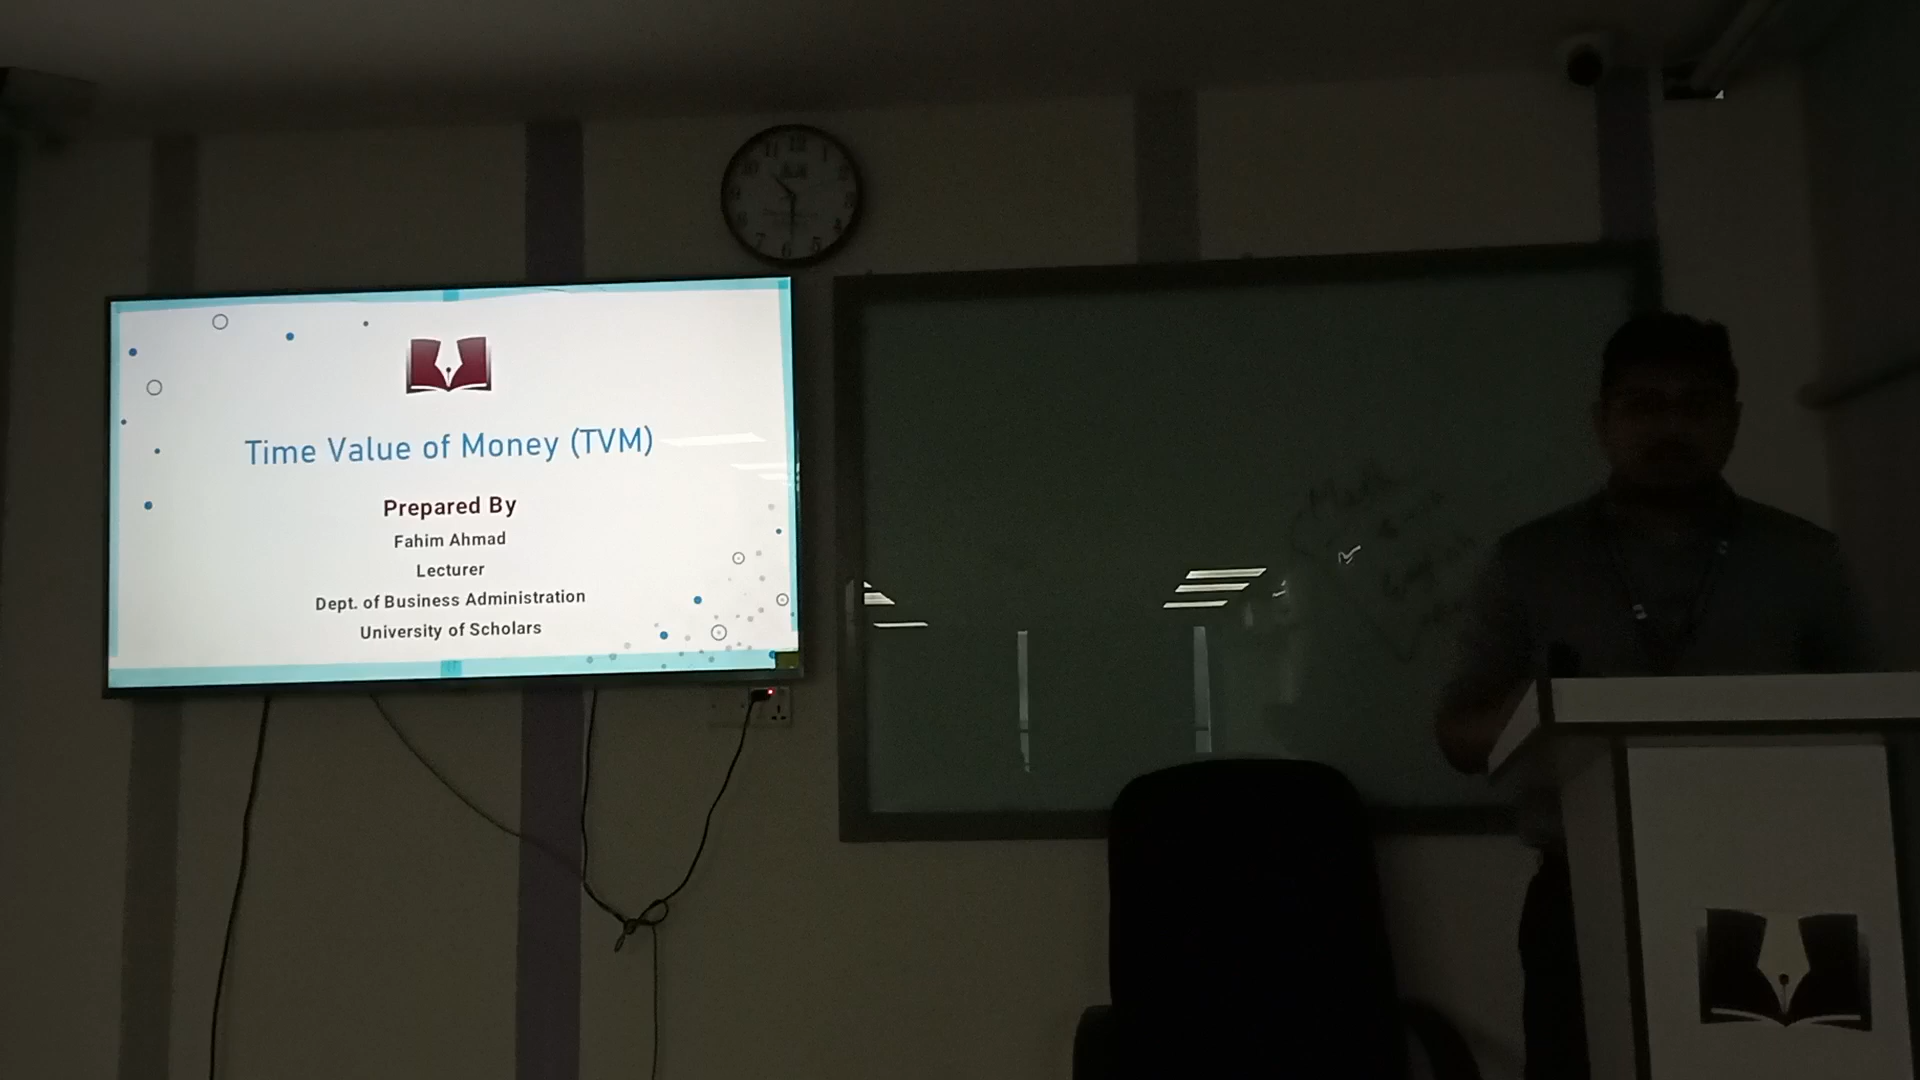 Time Value of Money (TVM)
Prepared By
Fahim Ahmad
Lecturer
Dept. of Business Administration
University of Scholars